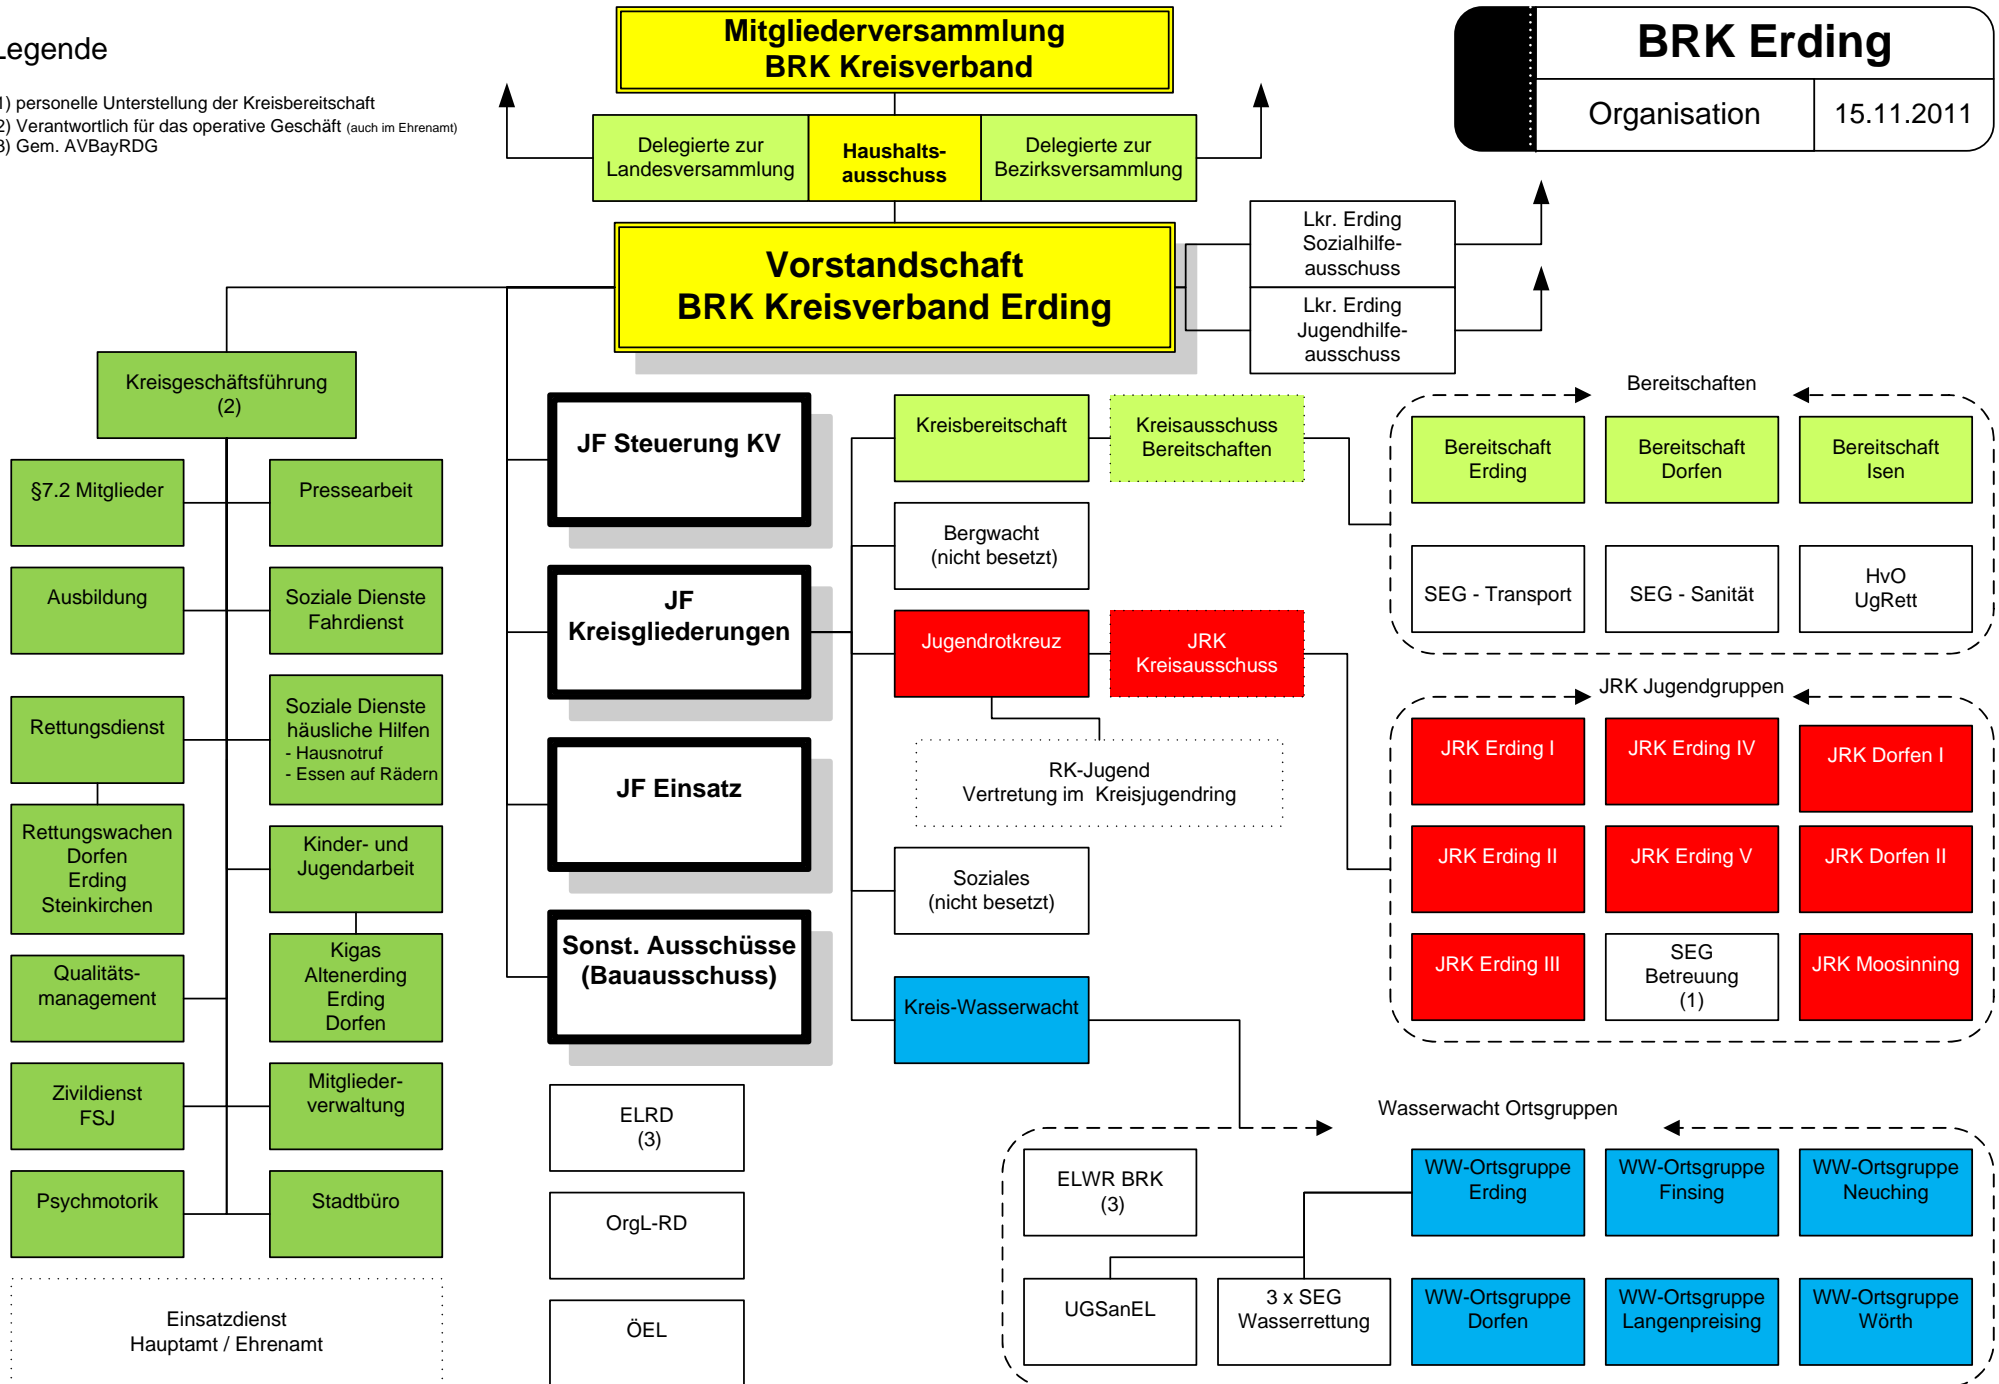 Legende
1) personelle Unterstellung der Kreisbereitschaft
2) Verantwortlich für das operative Geschäft (auch im Ehrenamt)
3) Gem. AVBayRDG
Mitgliederversammlung
BRK Kreisverband
BRK Erding
Organisation
15.11.2011
Delegierte zur
Landesversammlung
Haushalts-
ausschuss
Delegierte zur
Bezirksversammlung
Vorstandschaft
BRK Kreisverband Erding
Lkr. Erding
Sozialhilfe-
ausschuss
Lkr. Erding
Jugendhilfe-
ausschuss
Kreisgeschäftsführung
(2)
§7.2 Mitglieder
Pressearbeit
Ausbildung
Soziale Dienste
Fahrdienst
Rettungsdienst
Soziale Dienste
häusliche Hilfen
- Hausnotruf
- Essen auf Rädern
Rettungswachen
Dorfen
Erding
Steinkirchen
Kinder- und
Jugendarbeit
Qualitäts-
management
Kigas
Altenerding
Erding
Dorfen
Zivildienst
FSJ
Mitglieder-
verwaltung
Psychmotorik
Stadtbüro
Einsatzdienst
Hauptamt / Ehrenamt
JF Steuerung KV
JF
Kreisgliederungen
JF Einsatz
Sonst. Ausschüsse
(Bauausschuss)
ELRD
(3)
OrgL-RD
ÖEL
Kreisbereitschaft
Kreisausschuss
Bereitschaften
Bergwacht
(nicht besetzt)
Jugendrotkreuz
JRK
Kreisausschuss
RK-Jugend
Vertretung im Kreisjugendring
Soziales
(nicht besetzt)
Kreis-Wasserwacht
Bereitschaften
Bereitschaft
Erding
Bereitschaft
Dorfen
Bereitschaft
Isen
SEG - Transport
SEG - Sanität
HvO
UgRett
JRK Jugendgruppen
JRK Erding I
JRK Erding IV
JRK Dorfen I
JRK Erding II
JRK Erding V
JRK Dorfen II
JRK Erding III
SEG
Betreuung
(1)
JRK Moosinning
Wasserwacht Ortsgruppen
ELWR BRK
(3)
WW-Ortsgruppe
Erding
WW-Ortsgruppe
Finsing
WW-Ortsgruppe
Neuching
UGSanEL
3 x SEG
Wasserrettung
WW-Ortsgruppe
Dorfen
WW-Ortsgruppe
Langenpreising
WW-Ortsgruppe
Wörth